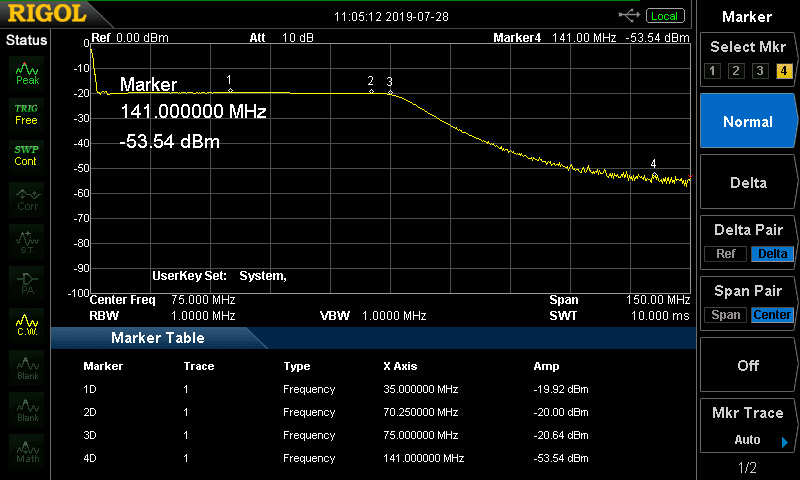 RIGOL
11:05:12 2019-07-28
Local
Status
Peak
TRIG
Free
SWP
Cont
Corr
S.T.
PA
C.W.
Blank
Blank
Math
Ref 0.00 dBm Att 10 dB Marker4 141.00 MHz -53.54 dBm
0
-10
-20
-30
-40
-50
-60
-70
-80
-90
-100
1 2 3 4
Marker
141.000000 MHz
-53.54 dBm
UserKey Set: System,
Center Freq 75.000 MHz Span 150.00 MHz
RBW 1.0000 MHz VBW 1.0000 MHz SWT 10.000 ms
Marker Table
Marker Trace Type X Axis Amp
1D 1 Frequency 35.000000 MHz -19.92 dBm
2D 1 Frequency 70.250000 MHz -20.00 dBm
3D 1 Frequency 75.000000 MHz -20.64 dBm
4D 1 Frequency 141.000000 MHz -53.54 dBm
Marker
Select Mkr
1 2 3 4
Normal
Delta
Delta Pair
Ref Delta
Span Pair
Span Center
Off
Mkr Trace
Auto
1/2